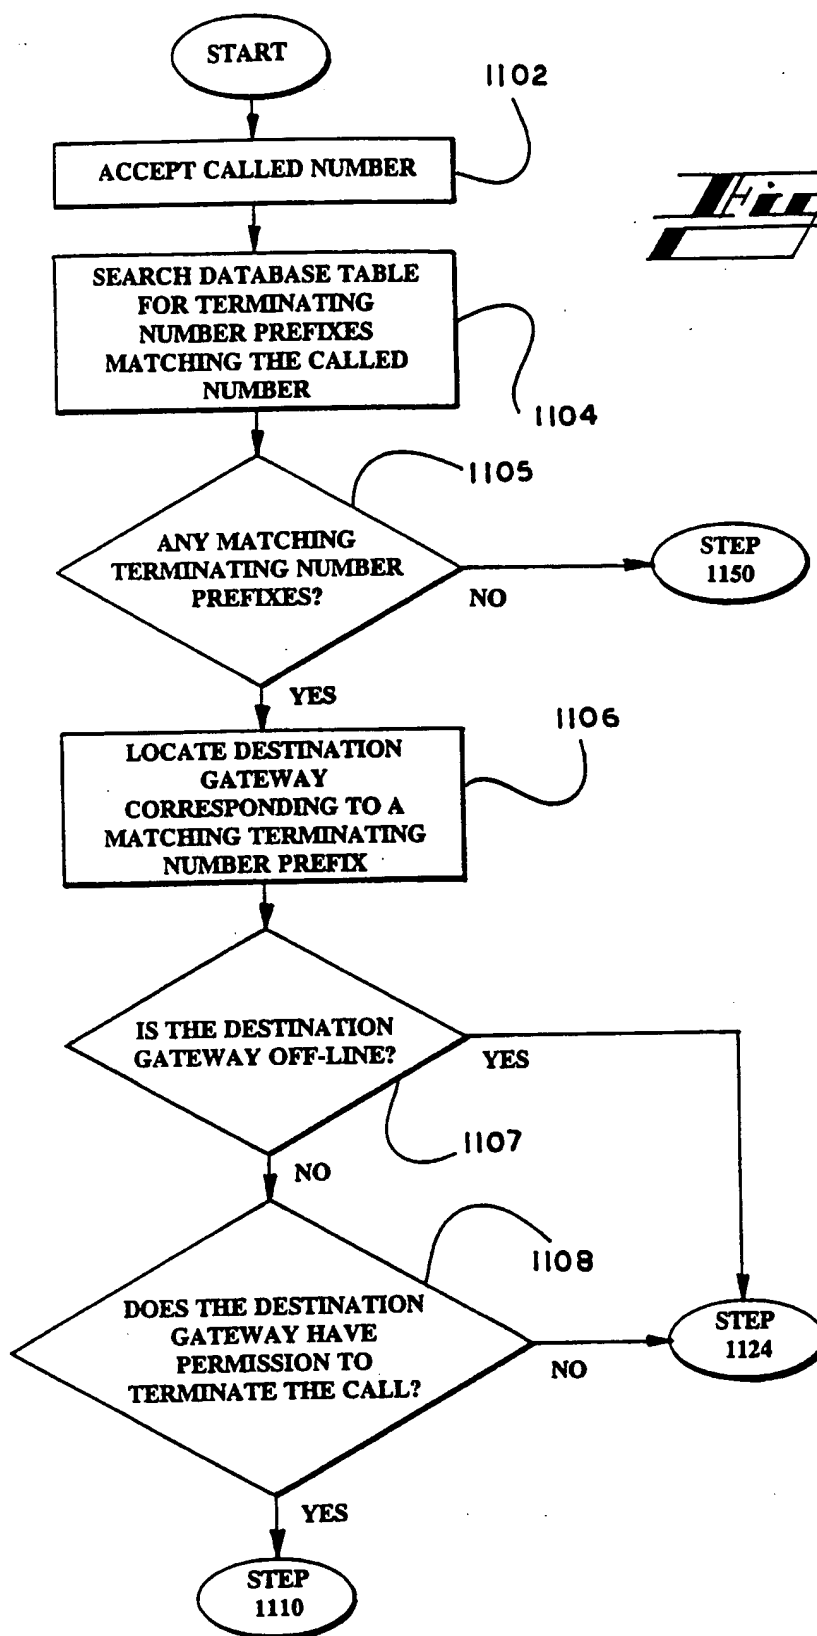 START
1102
ACCEPT CALLED NUMBER
SEARCH DATABASE TABLE
FOR TERMINATING
NUMBER PREFIXES
MATCHING THE CALLED
NUMBER
1104
1105
ANY MATCHING
TERMINATING NUMBER
PREFIXES?
NO
STEP
1150
YES
1106
LOCATE DESTINATION
GATEWAY
CORRESPONDING TO A
MATCHING TERMINATING
NUMBER PREFIX
IS THE DESTINATION
GATEWAY OFF-LINE?
YES
1107
NO
1108
DOES THE DESTINATION
GATEWAY HAVE
PERMISSION TO
TERMINATE THE CALL?
NO
STEP
1124
YES
STEP
1110